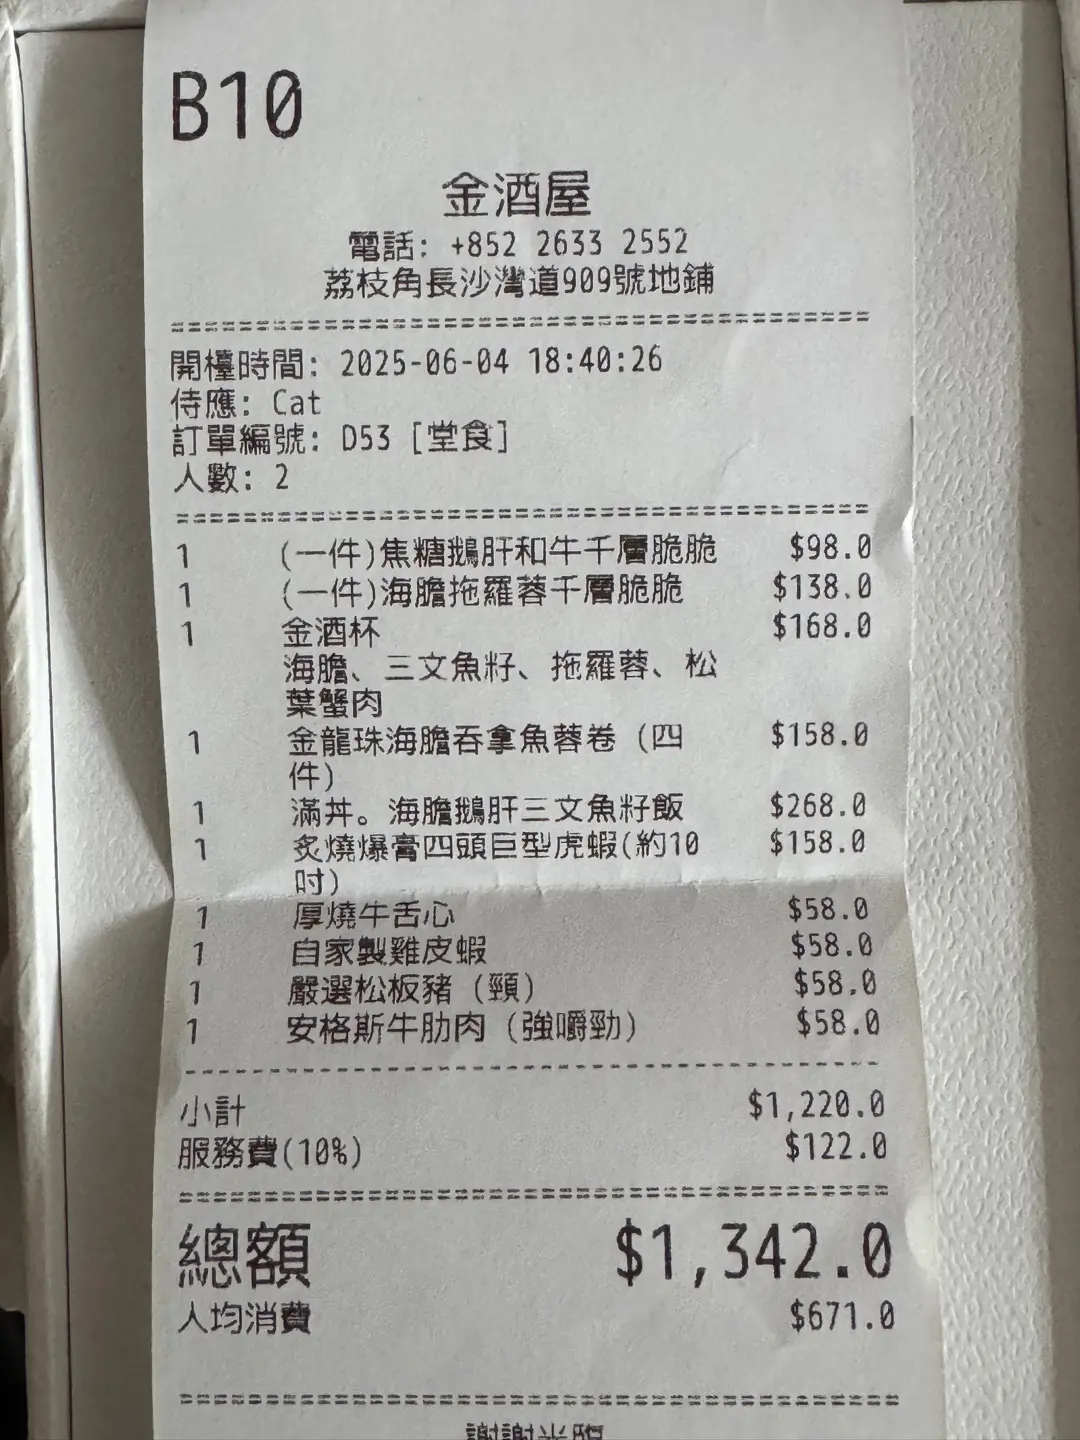 B10
金酒屋
電話: +852 2633 2552
荔枝角長沙灣道909號地鋪
開檯時間: 2025-06-04 18:40:26
侍應: Cat
訂單編號: D53 [堂食]
人數: 2
1 (一件)焦糖鵝肝和牛千層脆脆 $98.0
1 (一件)海膽拖羅蓉千層脆脆 $138.0
1 金酒杯 $168.0
海膽、三文魚籽、拖羅蓉、松
葉蟹肉
1 金龍珠海膽吞拿魚蓉卷 (四 $158.0
件)
1 滿丼。海膽鵝肝三文魚籽飯 $268.0
1 炙燒爆膏四頭巨型虎蝦(約10 $158.0
吋)
1 厚燒牛舌心 $58.0
1 自家製雞皮蝦 $58.0
1 嚴選松板豬 (頸) $58.0
1 安格斯牛肋肉 (強嚼勁) $58.0
小計 $1,220.0
服務費(10%) $122.0
總額 $1,342.0
人均消費 $671.0
謝謝光臨